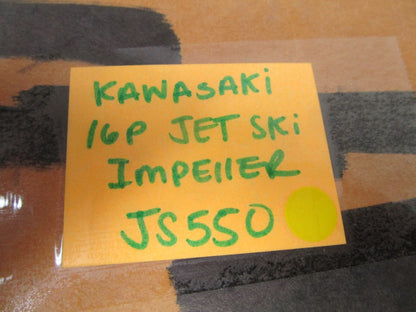 KAWASAKi
16P JET SKi
IMPEllER
JS550